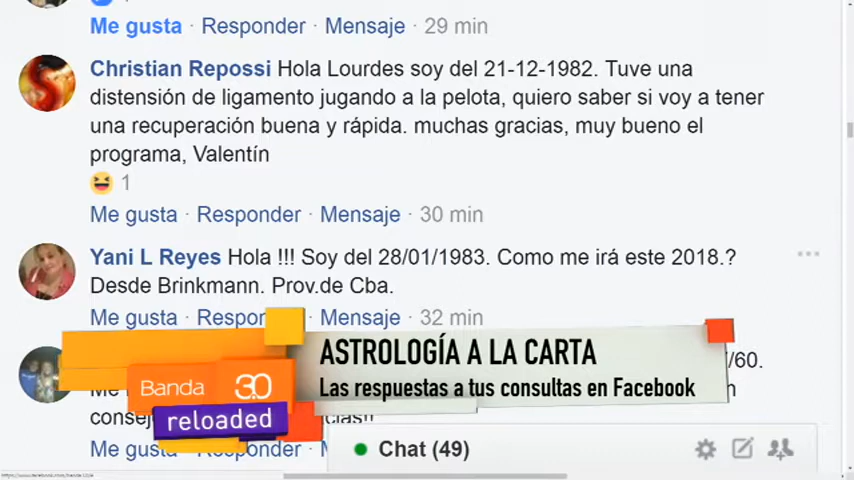 Me gusta · Responder · Mensaje · 29 min
Christian Repossi Hola Lourdes soy del 21-12-1982. Tuve una
distensión de ligamento jugando a la pelota, quiero saber si voy a tener
una recuperación buena y rápida. muchas gracias, muy bueno el
programa, Valentín
1
Me gusta · Responder · Mensaje · 30 min
Yani L Reyes Hola !!! Soy del 28/01/1983. Como me irá este 2018.?
Desde Brinkmann. Prov.de Cba.
Me gusta · Respon · Mensaje · 32 min
ASTROLOGÍA A LA CARTA
/60.
Banda 3.0
Las respuestas a tus consultas en Facebook
reloaded
Me gusta · Responder ·
Chat (49)